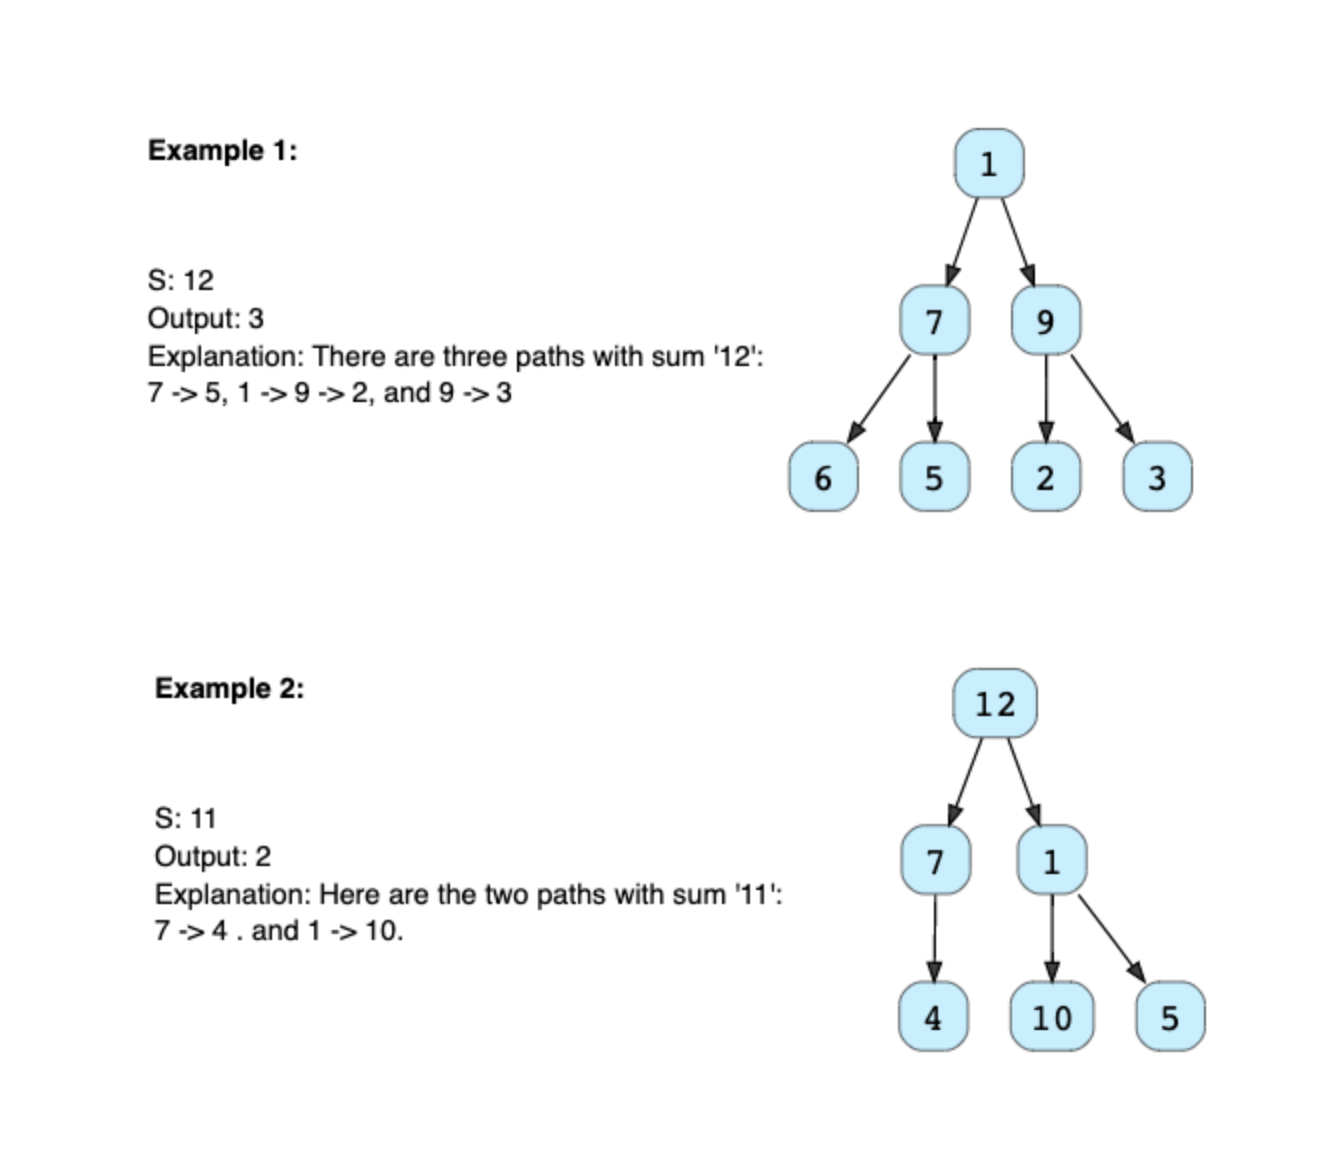 Example 1:
S: 12
Output: 3
Explanation: There are three paths with sum '12':
7 -> 5, 1 -> 9 -> 2, and 9 -> 3
1
7 9
6 5 2 3
Example 2:
S: 11
Output: 2
Explanation: Here are the two paths with sum '11':
7 -> 4 . and 1 -> 10.
12
7 1
4 10 5